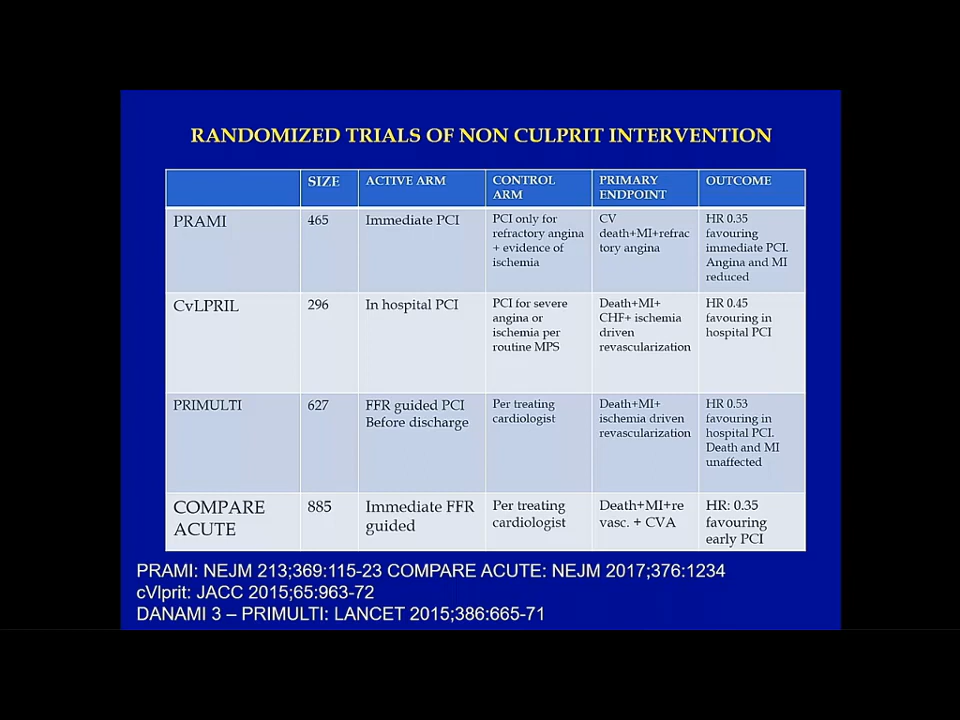 RANDOMIZED TRIALS OF NON CULPRIT INTERVENTION
SIZE
ACTIVE ARM
CONTROL
ARM
PRIMARY
ENDPOINT
OUTCOME
PRAMI
465
Immediate PCI
PCI only for
refractory angina
+ evidence of
ischemia
CV
death+MI+refrac
tory angina
HR 0.35
favouring
immediate PCI.
Angina and MI
reduced
CvLPRIL
296
In hospital PCI
PCI for severe
angina or
ischemia per
routine MPS
Death+MI+
CHF+ ischemia
driven
revascularization
HR 0.45
favouring in
hospital PCI
PRIMULTI
627
FFR guided PCI
Before discharge
Per treating
cardiologist
Death+MI+
ischemia driven
revascularization
HR 0.53
favouring in
hospital PCI.
Death and MI
unaffected
COMPARE
ACUTE
885
Immediate FFR
guided
Per treating
cardiologist
Death+MI+re
vasc. + CVA
HR: 0.35
favouring
early PCI
PRAMI: NEJM 213;369:115-23 COMPARE ACUTE: NEJM 2017;376:1234
cVlprit: JACC 2015;65:963-72
DANAMI 3 – PRIMULTI: LANCET 2015;386:665-71